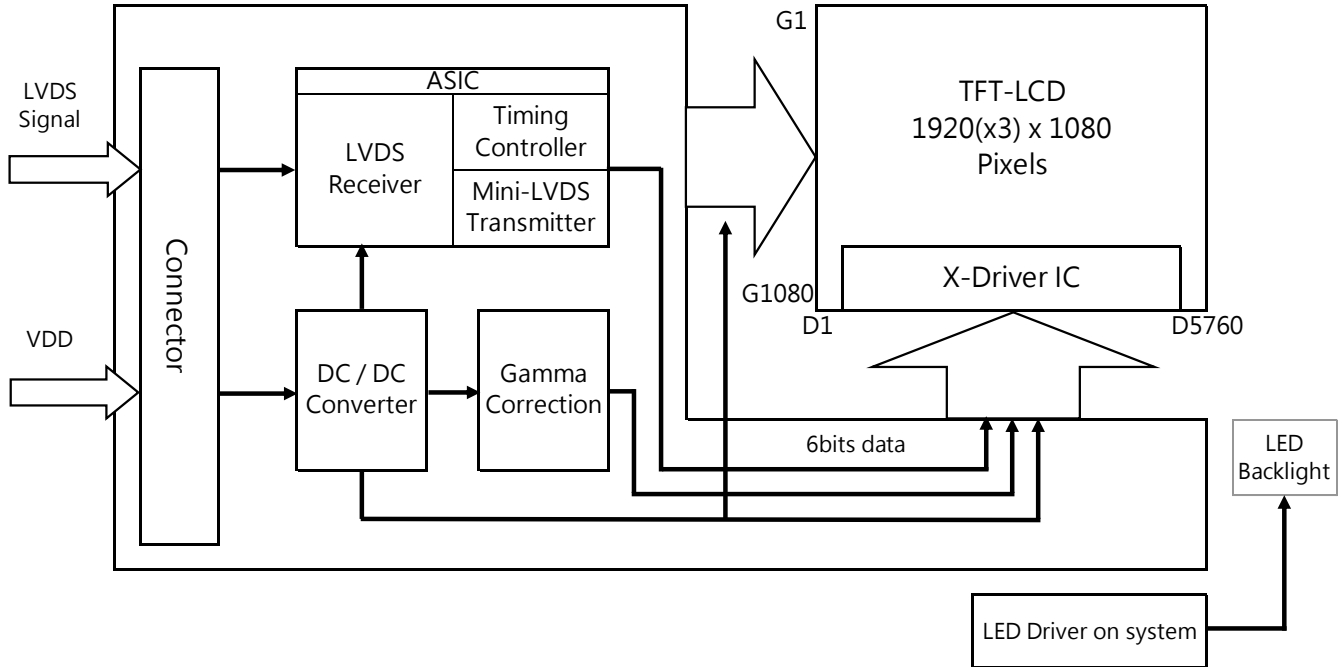 G1
ASIC
LVDS
Signal
TFT-LCD
1920(x3) x 1080
Pixels
Timing
Controller
LVDS
Receiver
Mini-LVDS
Transmitter
Connector
X-Driver IC
G1080
D1
D5760
VDD
DC / DC
Converter
Gamma
Correction
6bits data
LED
Backlight
LED Driver on system